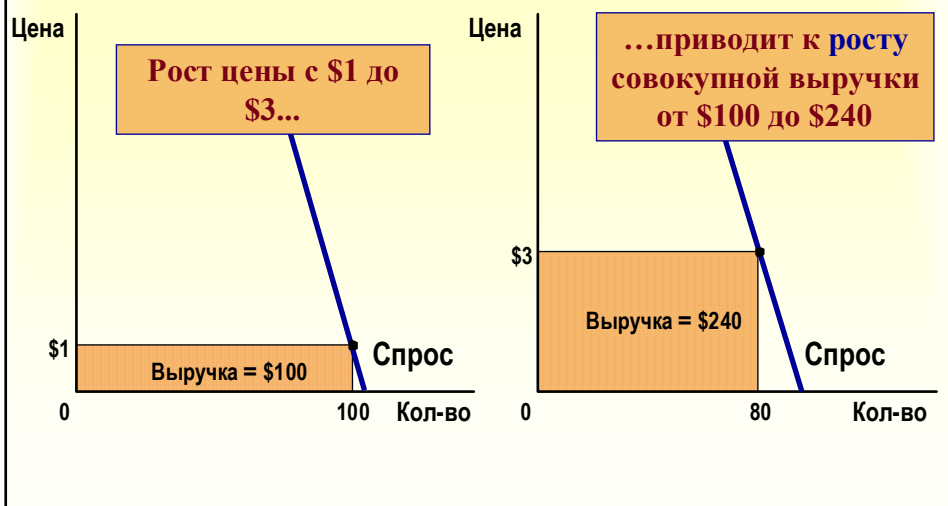 Цена
Рост цены с $1 до
$3...
$1
Выручка = $100
Спрос
0
100
Кол-во
Цена
…приводит к росту
совокупной выручки
от $100 до $240
$3
Выручка = $240
Спрос
0
80
Кол-во